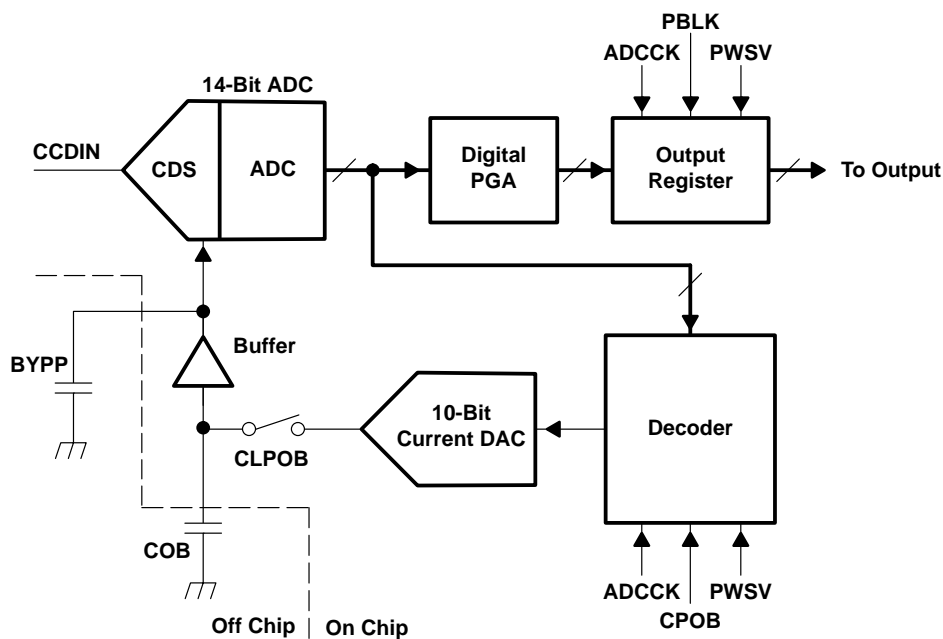 PBLK
ADCCK
PWSV
14-Bit ADC
CCDIN
CDS
ADC
Digital
PGA
Output
Register
To Output
Buffer
BYPP
10-Bit
Current DAC
Decoder
CLPOB
COB
ADCCK
PWSV
CPOB
Off Chip
On Chip